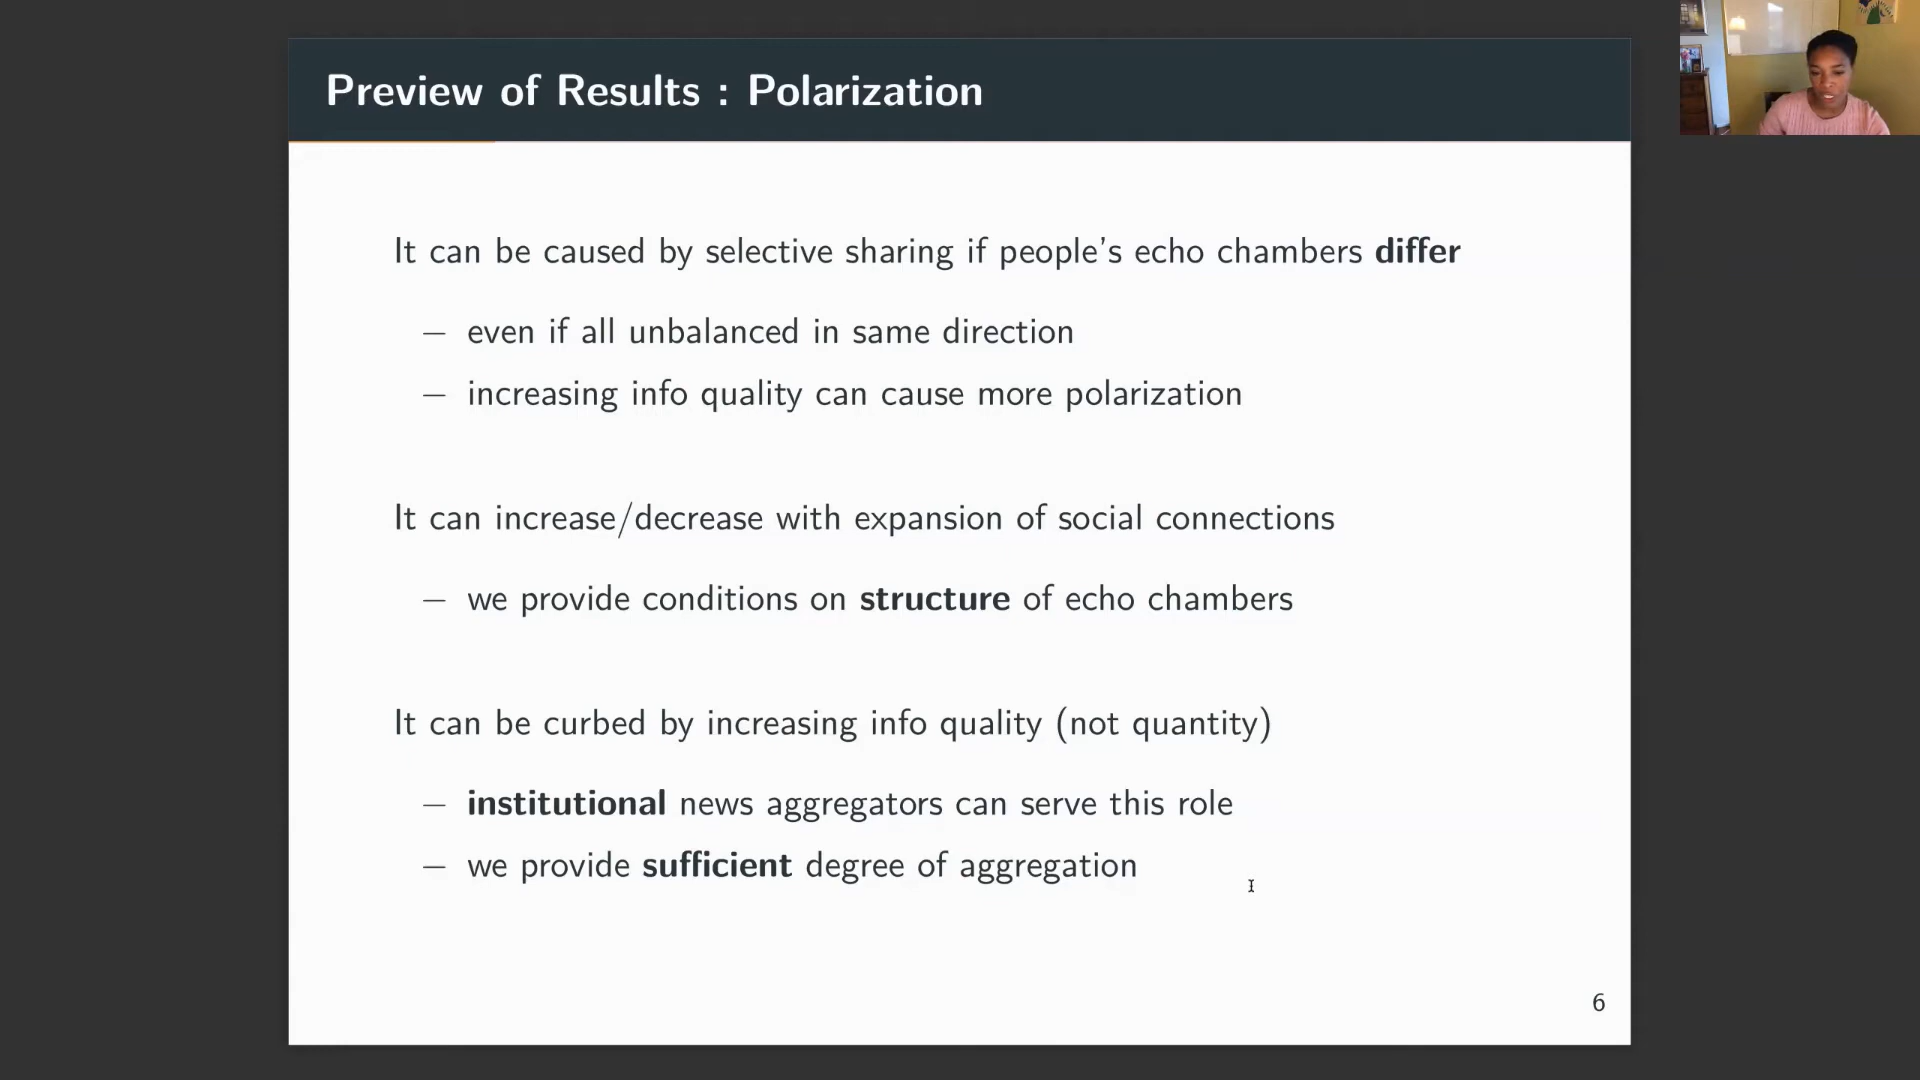 Preview of Results : Polarization
It can be caused by selective sharing if people's echo chambers differ
— even if all unbalanced in same direction
— increasing info quality can cause more polarization
It can increase/decrease with expansion of social connections
— we provide conditions on structure of echo chambers
It can be curbed by increasing info quality (not quantity)
— institutional news aggregators can serve this role
— we provide sufficient degree of aggregation
6